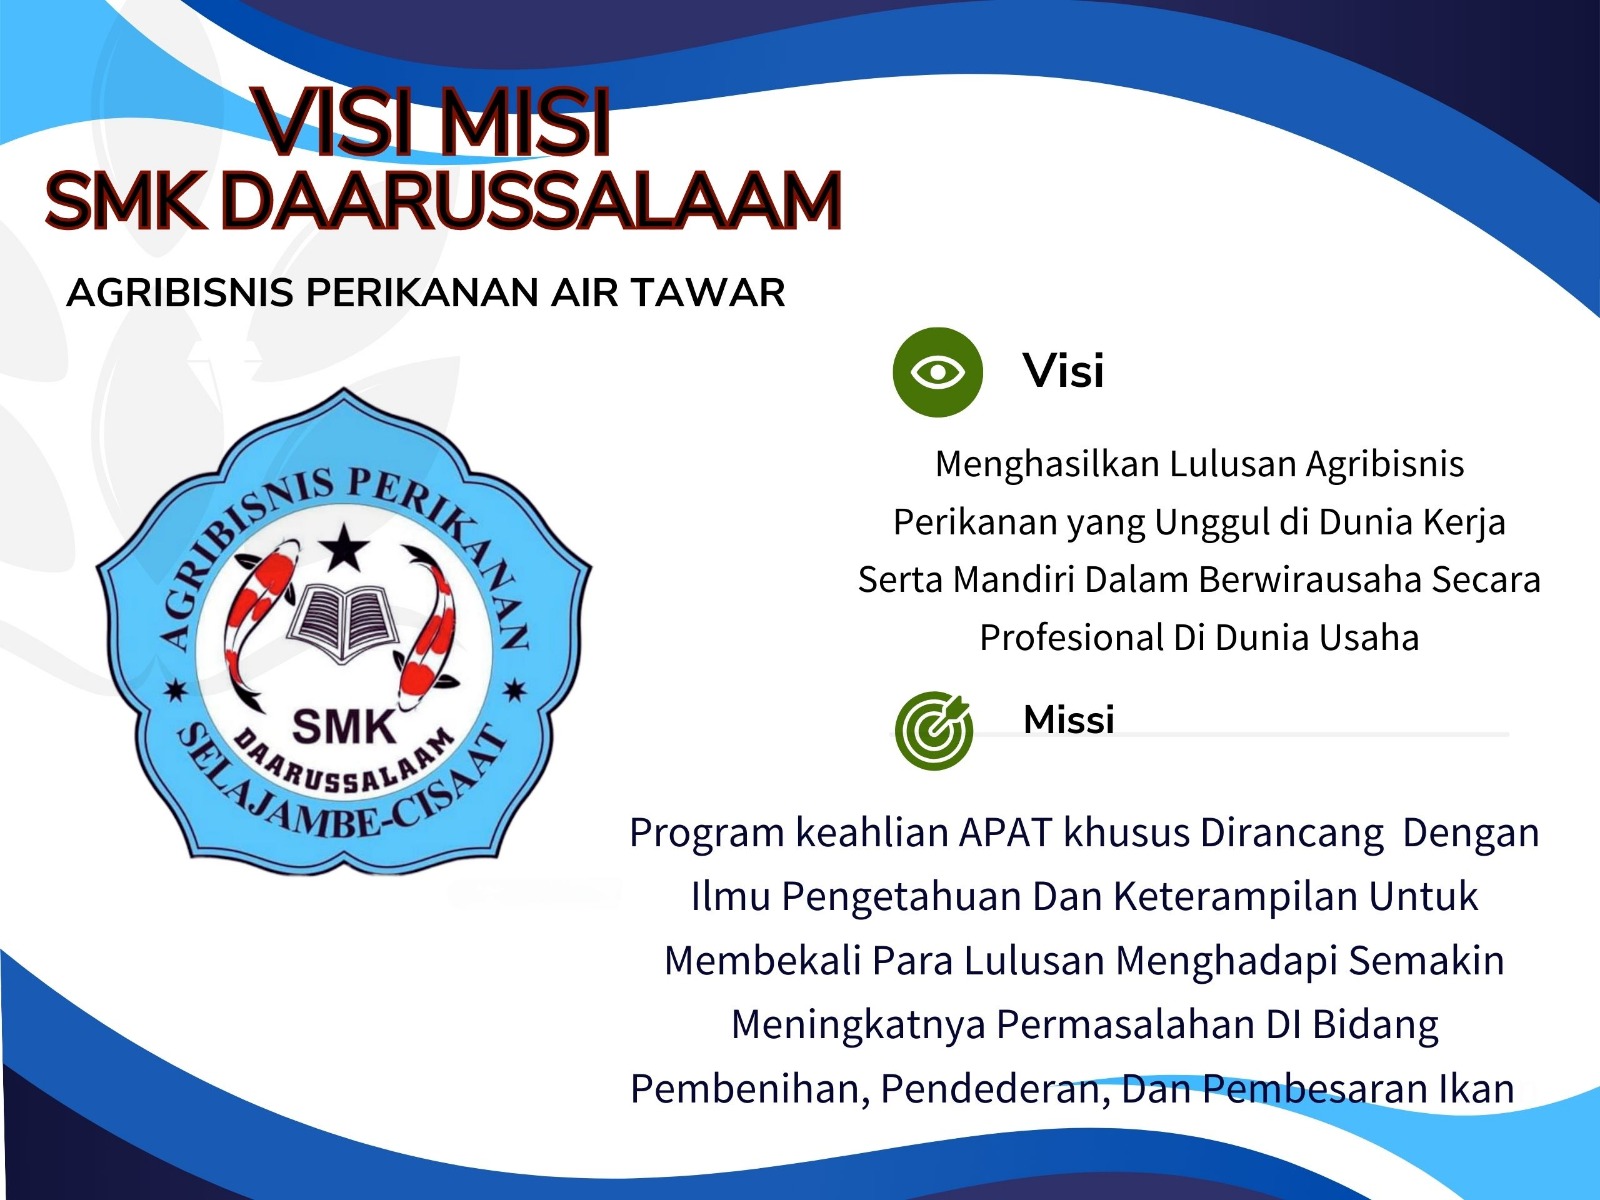 VISI MISI
SMK DAARUSSALAAM
AGRIBISNIS PERIKANAN AIR TAWAR
AGRIBISNIS PERIKANAN
SMK
DAARUSSALAAM
SELAJAMBE-CISAAT
Visi
Menghasilkan Lulusan Agribisnis
Perikanan yang Unggul di Dunia Kerja
Serta Mandiri Dalam Berwirausaha Secara
Profesional Di Dunia Usaha
Missi
Program keahlian APAT khusus Dirancang  Dengan
Ilmu Pengetahuan Dan Keterampilan Untuk
Membekali Para Lulusan Menghadapi Semakin
Meningkatnya Permasalahan DI Bidang
Pembenihan, Pendederan, Dan Pembesaran Ikan